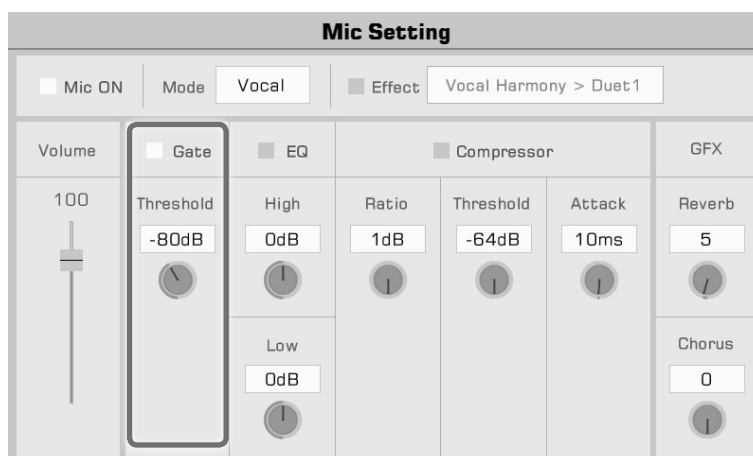 Mic Setting
Mic ON Mode Vocal Effect Vocal Harmony > Duet1
Volume Gate EQ Compressor GFX
100 Threshold High Ratio Threshold Attack Reverb
-80dB 0dB 1dB -64dB 10ms 5
Low Chorus
0dB 0